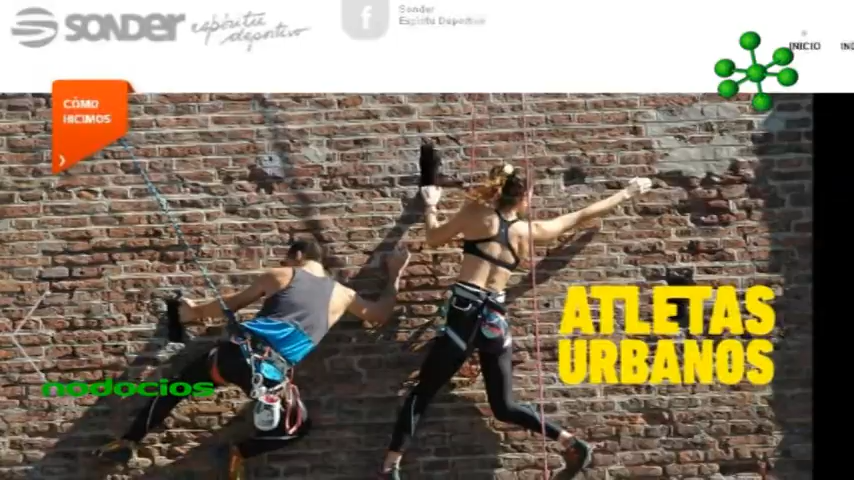 SONDER espíritu
deportivo
f
Sonder
Espíritu Deportivo
INICIO
CÓMO
HICIMOS
❯
ATLETAS
URBANOS
nodocios